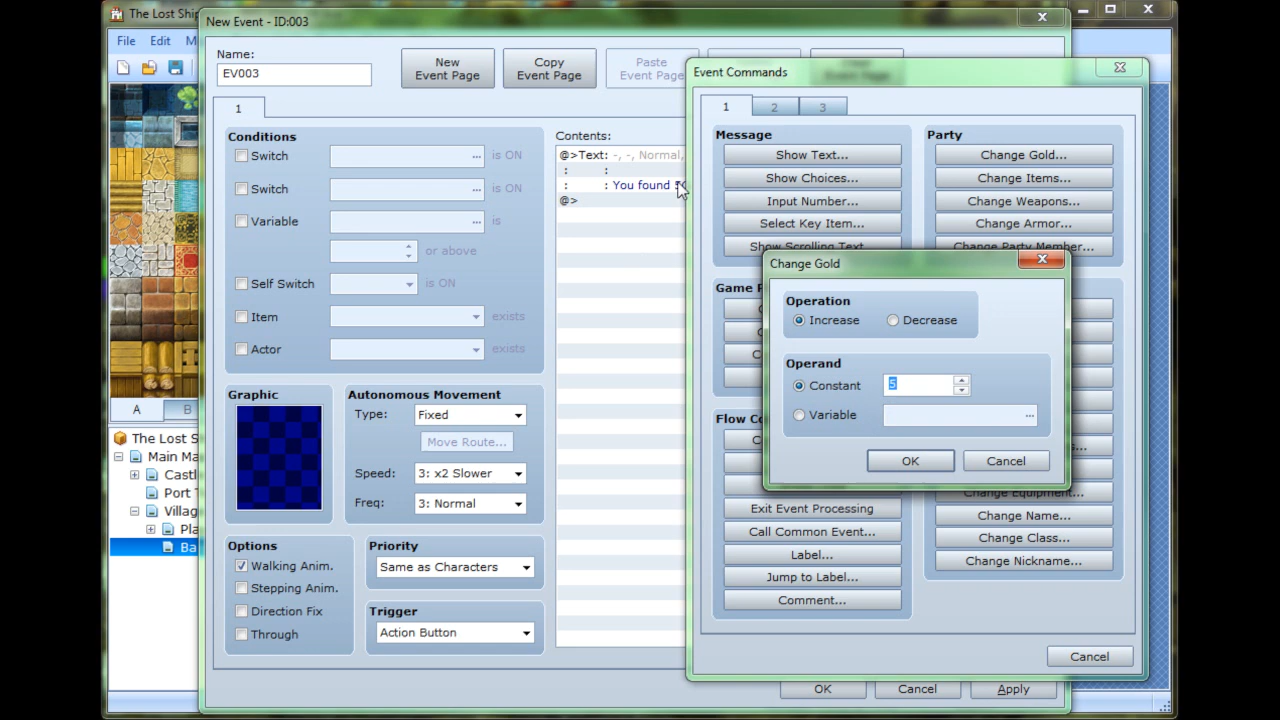 The Lost Ship
New Event - ID:003
File Edit M
Name:
EV003
New Event Page
Copy Event Page
Paste Event Page
Event Commands
1
1 2 3
Conditions
Switch ... is ON
Switch ... is ON
Variable ... is
or above
Self Switch is ON
Item exists
Actor exists
Contents:
@>Text: -, -, Normal,
: :
: : You found
@>
Message
Show Text...
Show Choices...
Input Number...
Select Key Item...
Show Scrolling Text
Party
Change Gold...
Change Items...
Change Weapons...
Change Armor...
Change Party Member...
Change Gold
Operation
Increase Decrease
Operand
Constant 5
Variable ...
OK Cancel
Game P
Flow Co
Exit Event Processing
Call Common Event...
Label...
Jump to Label...
Comment...
Change Equipment...
Change Name...
Change Class...
Change Nickname...
Cancel
Graphic
Autonomous Movement
Type: Fixed
Move Route...
Speed: 3: x2 Slower
Freq: 3: Normal
Options
Walking Anim.
Stepping Anim.
Direction Fix
Through
Priority
Same as Characters
Trigger
Action Button
OK Cancel Apply
A B
The Lost S
Main Ma
Castl
Port T
Villag
Pla
Ba